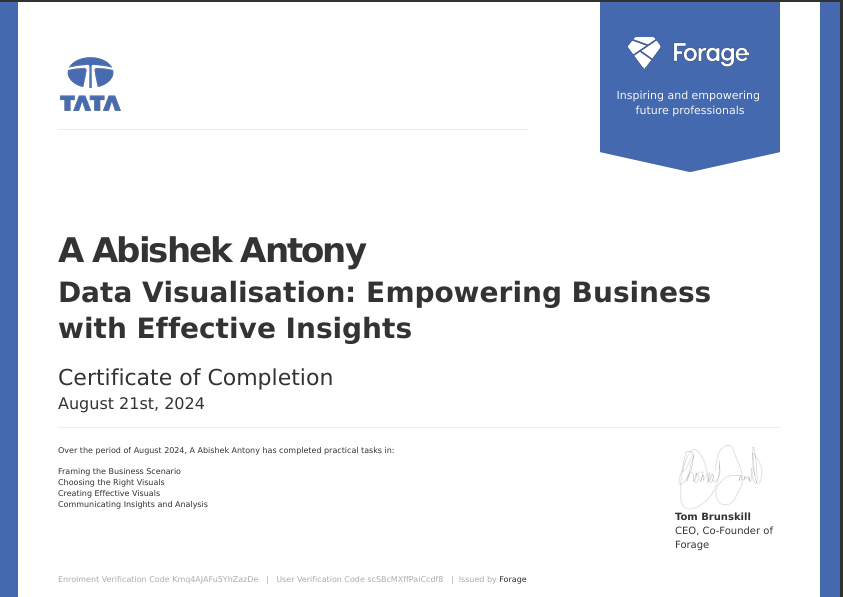 TATA
Forage
Inspiring and empowering
future professionals
A Abishek Antony
Data Visualisation: Empowering Business
with Effective Insights
Certificate of Completion
August 21st, 2024
Over the period of August 2024, A Abishek Antony has completed practical tasks in:
Framing the Business Scenario
Choosing the Right Visuals
Creating Effective Visuals
Communicating Insights and Analysis
Tom Brunskill
CEO, Co-Founder of
Forage
Enrolment Verification Code Kmq4AJAFu5YhZazDe | User Verification Code sc5BcMXffPaiCcdf8 | Issued by Forage